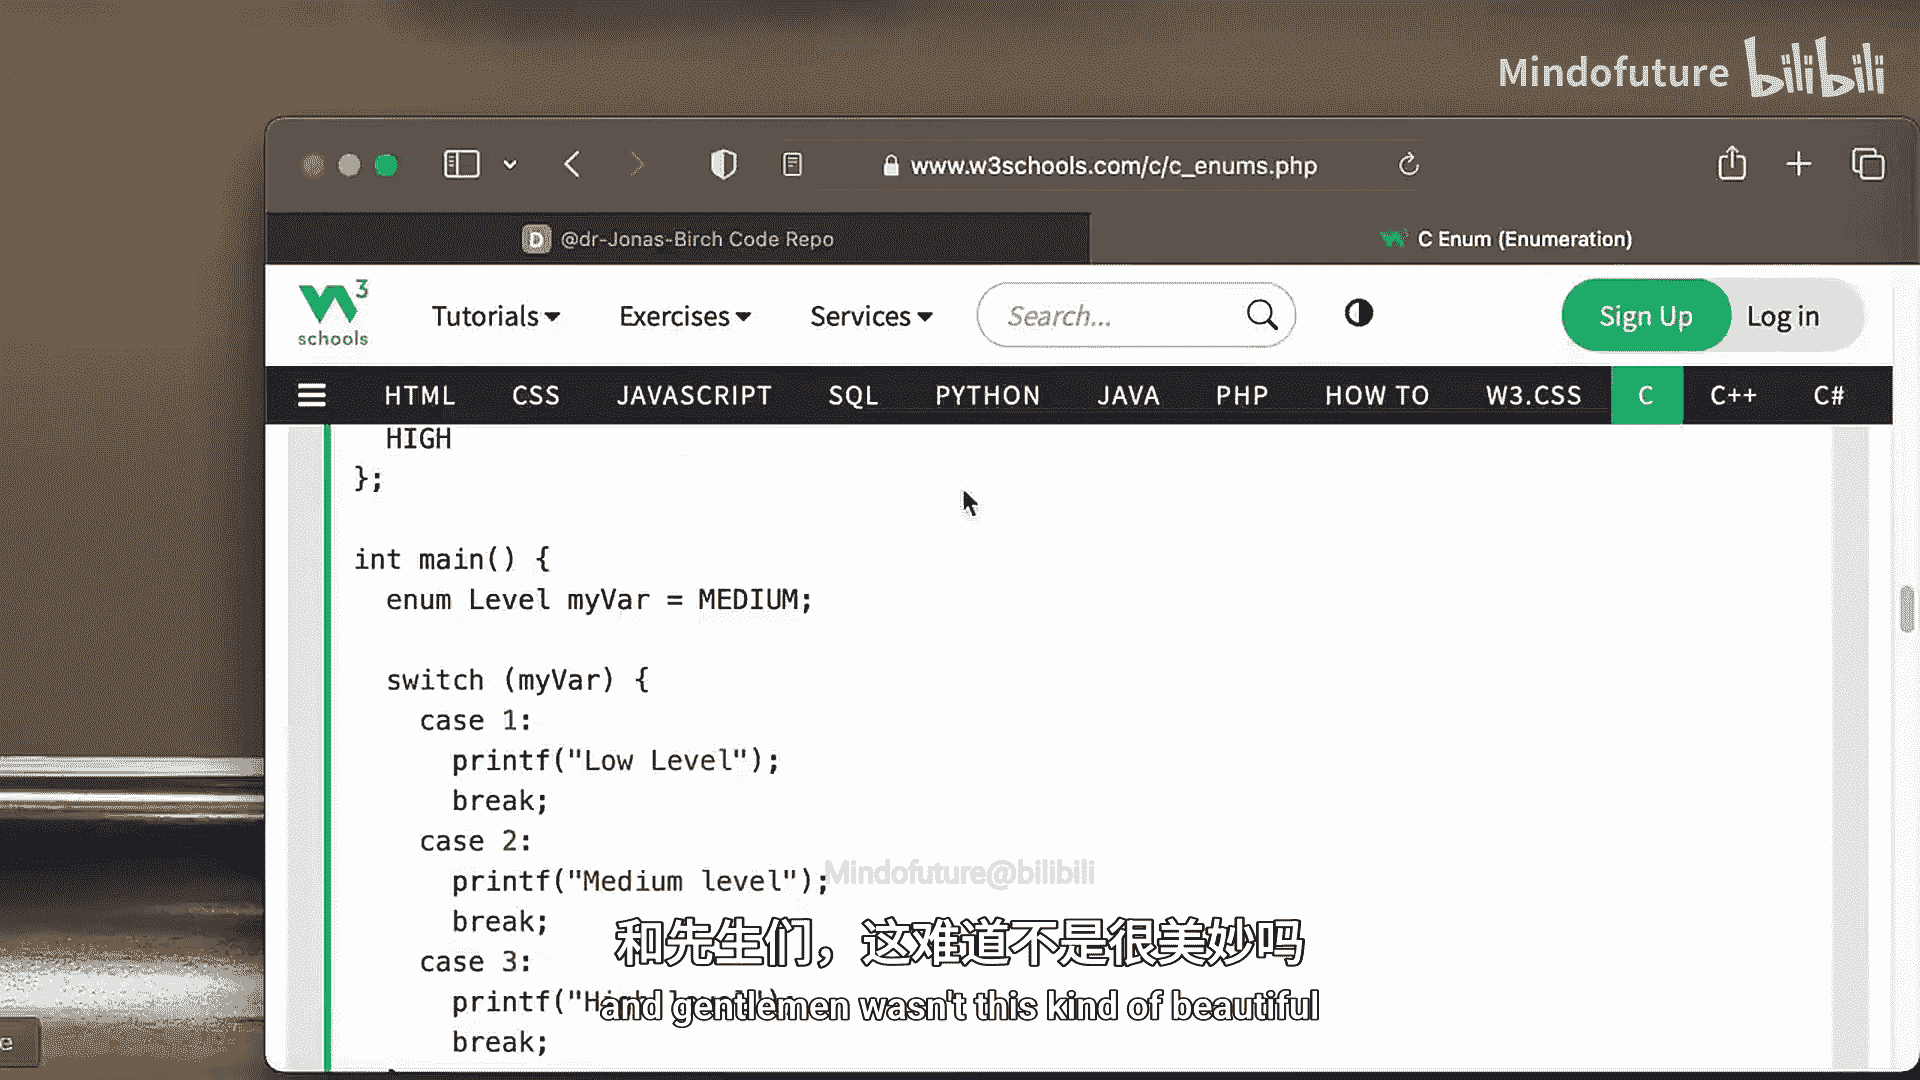 Mindofuture bilibili
www.w3schools.com/c/c_enums.php
D @dr-Jonas-Birch Code Repo
C Enum (Enumeration)
3
schools
Tutorials
Exercises
Services
Search...
Sign Up
Log in
HTML CSS JAVASCRIPT SQL PYTHON JAVA PHP HOW TO W3.CSS C C++ C#
HIGH
};
int main() {
enum Level myVar = MEDIUM;
switch (myVar) {
case 1:
printf("Low Level");
break;
case 2:
printf("Medium level");
Mindofuture@bilibili
break;
和先生们，这难道不是很美妙吗
case 3:
and gentlemen wasn't this kind of beautiful
break;